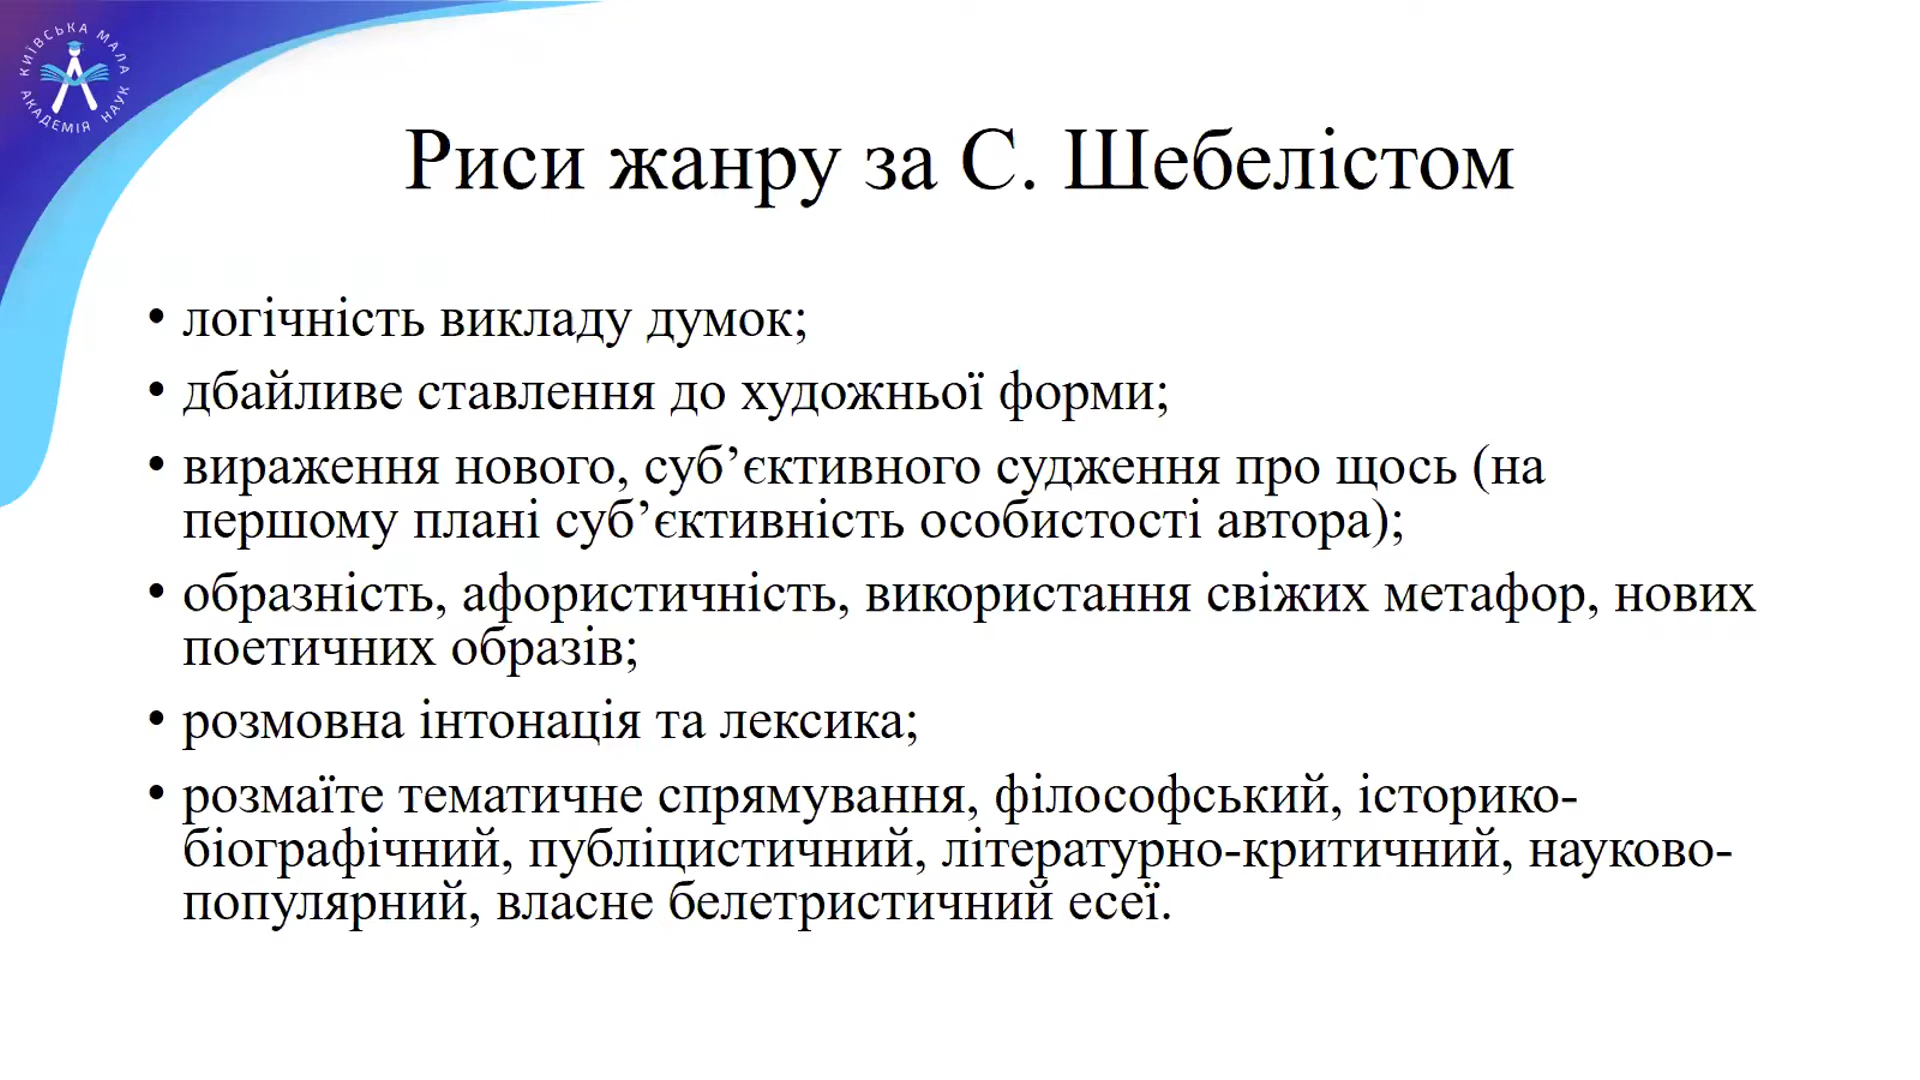 КИЇВСЬКА МАЛА
АКАДЕМІЯ НАУК
Риси жанру за С. Шебелістом
• логічність викладу думок;
• дбайливе ставлення до художньої форми;
• вираження нового, суб’єктивного судження про щось (на
першому плані суб’єктивність особистості автора);
• образність, афористичність, використання свіжих метафор, нових
поетичних образів;
• розмовна інтонація та лексика;
• розмаїте тематичне спрямування, філософський, історико-
біографічний, публіцистичний, літературно-критичний, науково-
популярний, власне белетристичний есеї.